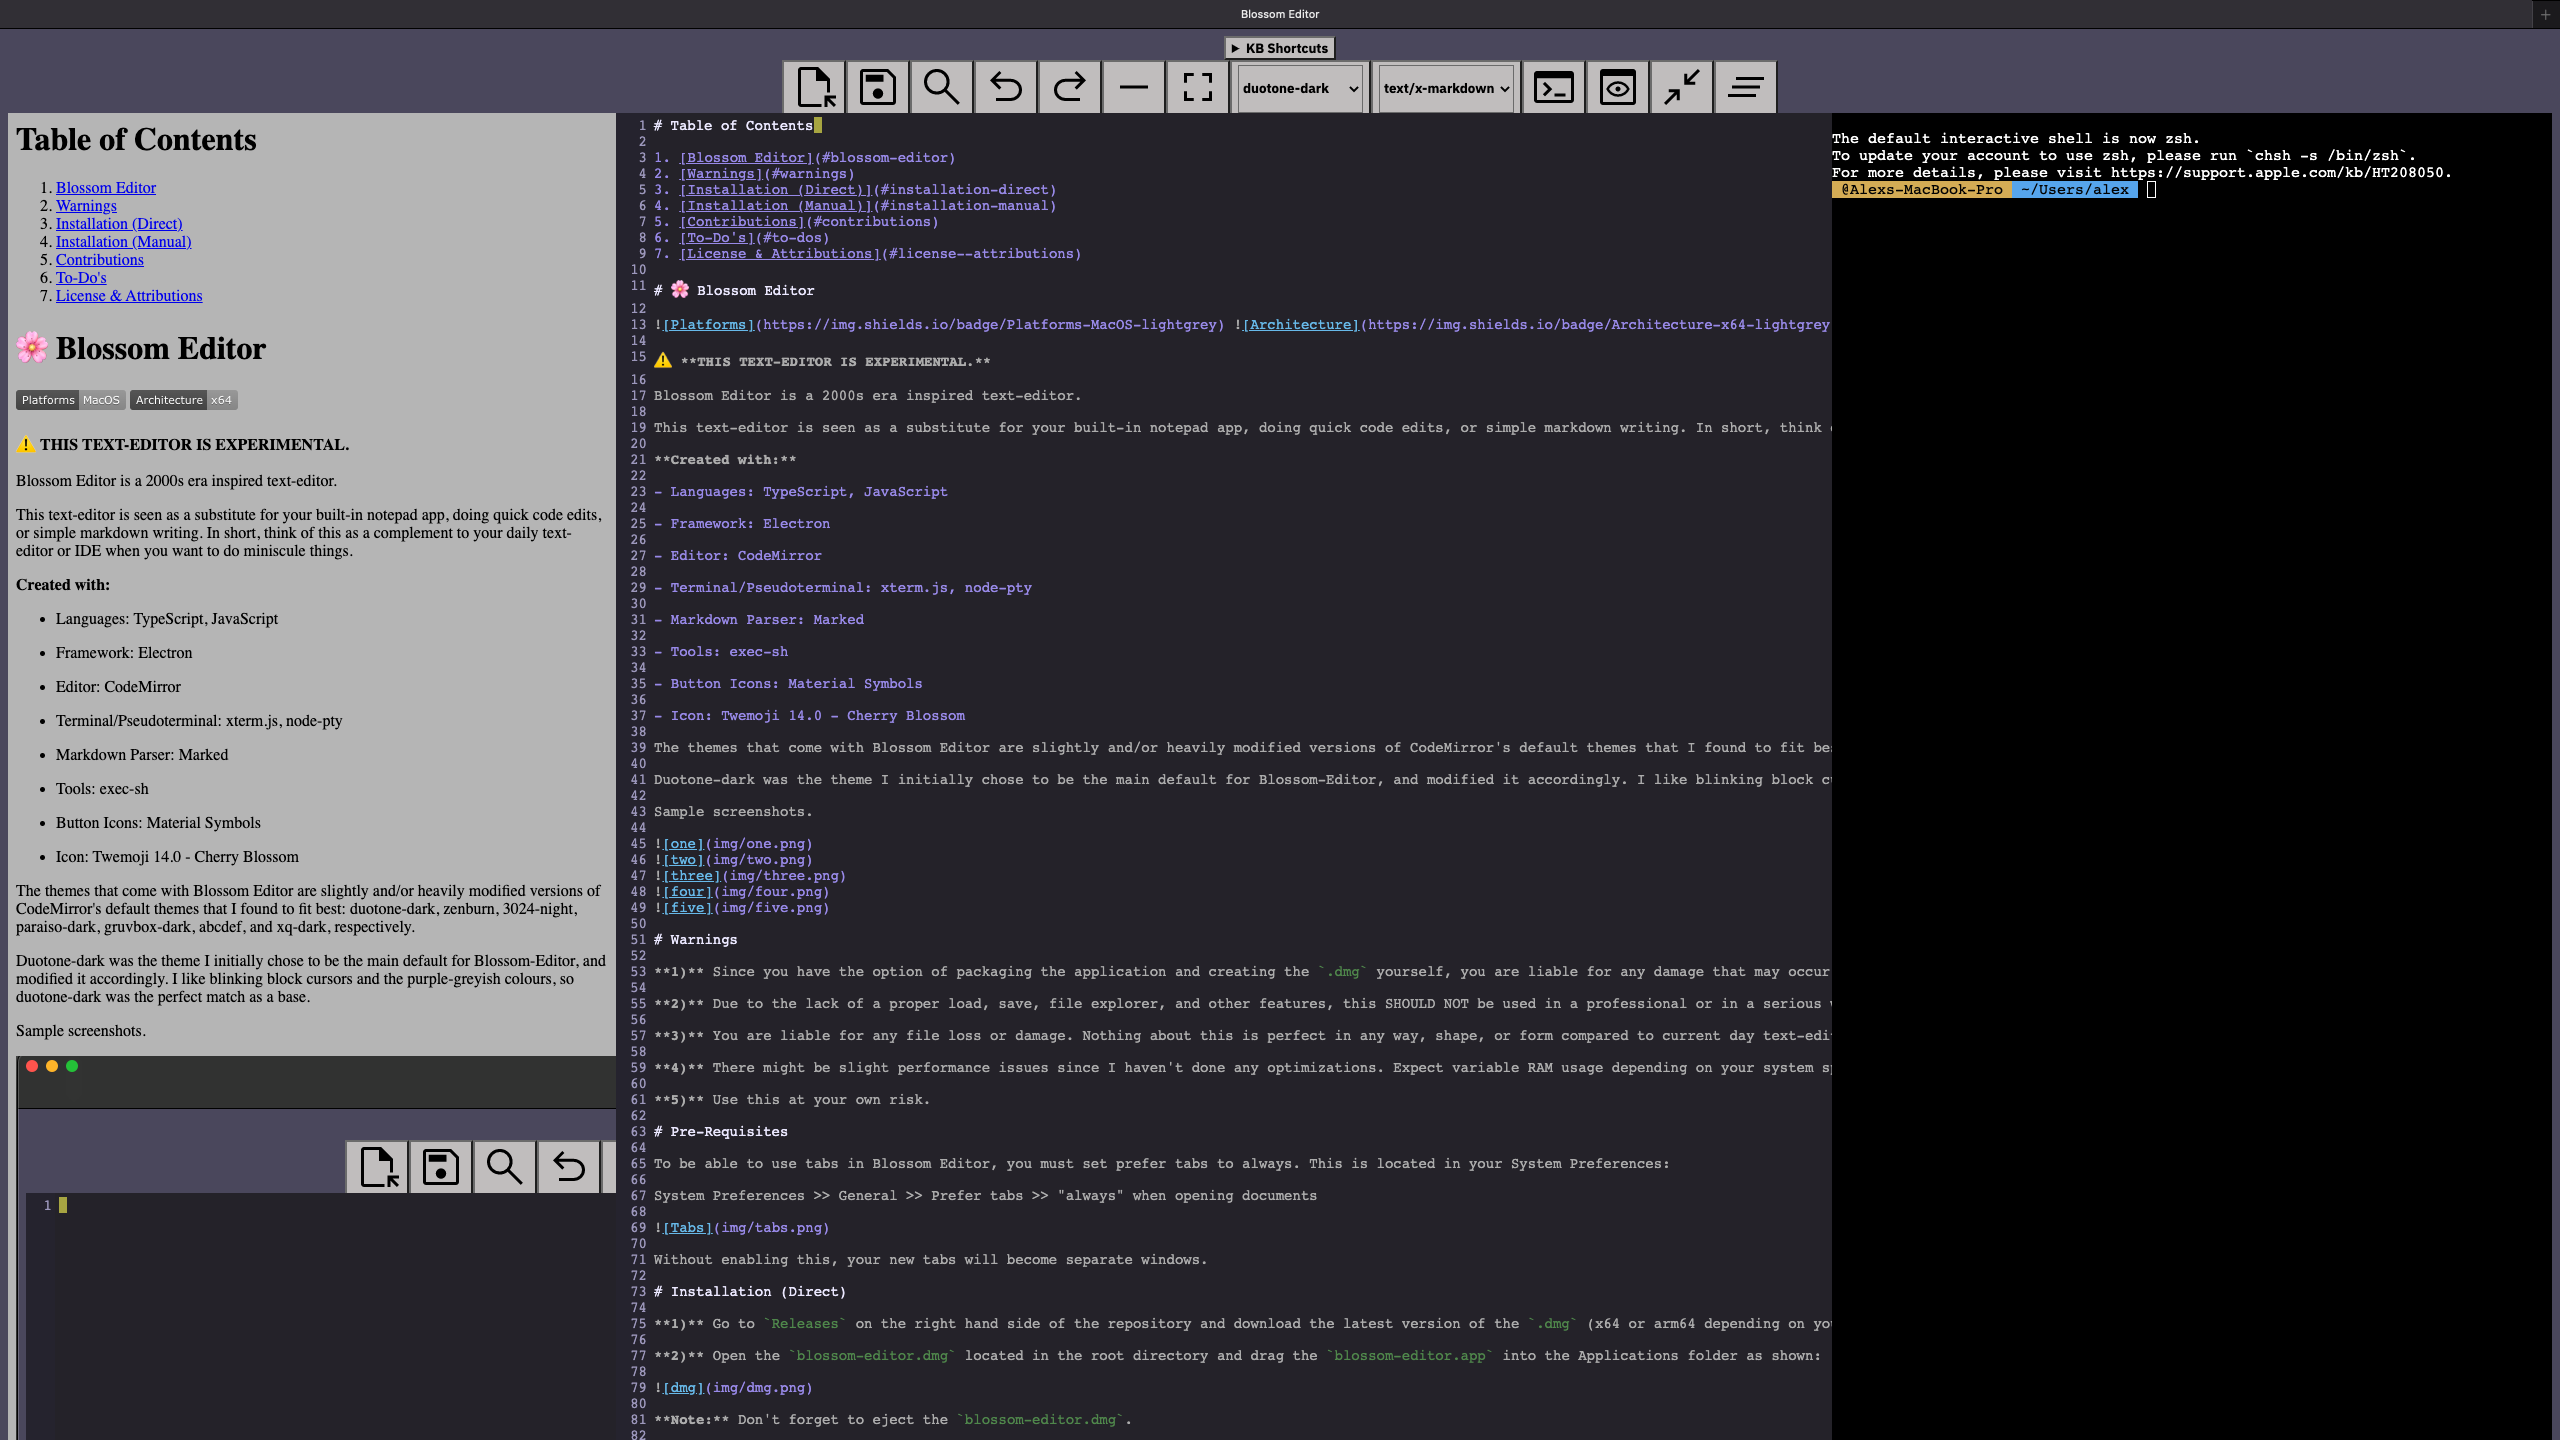 Blossom Editor
KB Shortcuts
duotone-dark
text/x-markdown
Table of Contents
1. Blossom Editor
2. Warnings
3. Installation (Direct)
4. Installation (Manual)
5. Contributions
6. To-Do's
7. License & Attributions
🌸 Blossom Editor
Platforms MacOS Architecture x64
⚠️ THIS TEXT-EDITOR IS EXPERIMENTAL.
Blossom Editor is a 2000s era inspired text-editor.
This text-editor is seen as a substitute for your built-in notepad app, doing quick code edits,
or simple markdown writing. In short, think of this as a complement to your daily text-
editor or IDE when you want to do miniscule things.
Created with:
• Languages: TypeScript, JavaScript
• Framework: Electron
• Editor: CodeMirror
• Terminal/Pseudoterminal: xterm.js, node-pty
• Markdown Parser: Marked
• Tools: exec-sh
• Button Icons: Material Symbols
• Icon: Twemoji 14.0 - Cherry Blossom
The themes that come with Blossom Editor are slightly and/or heavily modified versions of
CodeMirror's default themes that I found to fit best: duotone-dark, zenburn, 3024-night,
paraiso-dark, gruvbox-dark, abcdef, and xq-dark, respectively.
Duotone-dark was the theme I initially chose to be the main default for Blossom-Editor, and
modified it accordingly. I like blinking block cursors and the purple-greyish colours, so
duotone-dark was the perfect match as a base.
Sample screenshots.
1
1 # Table of Contents
2
3 1. [Blossom Editor](#blossom-editor)
4 2. [Warnings](#warnings)
5 3. [Installation (Direct)](#installation-direct)
6 4. [Installation (Manual)](#installation-manual)
7 5. [Contributions](#contributions)
8 6. [To-Do's](#to-dos)
9 7. [License & Attributions](#license--attributions)
10
11 # 🌸 Blossom Editor
12
13 ![Platforms](https://img.shields.io/badge/Platforms-MacOS-lightgrey) ![Architecture](https://img.shields.io/badge/Architecture-x64-lightgrey
14
15 ⚠️ **THIS TEXT-EDITOR IS EXPERIMENTAL.**
16
17 Blossom Editor is a 2000s era inspired text-editor.
18
19 This text-editor is seen as a substitute for your built-in notepad app, doing quick code edits, or simple markdown writing. In short, think
20
21 **Created with:**
22
23 - Languages: TypeScript, JavaScript
24
25 - Framework: Electron
26
27 - Editor: CodeMirror
28
29 - Terminal/Pseudoterminal: xterm.js, node-pty
30
31 - Markdown Parser: Marked
32
33 - Tools: exec-sh
34
35 - Button Icons: Material Symbols
36
37 - Icon: Twemoji 14.0 - Cherry Blossom
38
39 The themes that come with Blossom Editor are slightly and/or heavily modified versions of CodeMirror's default themes that I found to fit be
40
41 Duotone-dark was the theme I initially chose to be the main default for Blossom-Editor, and modified it accordingly. I like blinking block c
42
43 Sample screenshots.
44
45 ![one](img/one.png)
46 ![two](img/two.png)
47 ![three](img/three.png)
48 ![four](img/four.png)
49 ![five](img/five.png)
50
51 # Warnings
52
53 **1)** Since you have the option of packaging the application and creating the `.dmg` yourself, you are liable for any damage that may occur
54
55 **2)** Due to the lack of a proper load, save, file explorer, and other features, this SHOULD NOT be used in a professional or in a serious
56
57 **3)** You are liable for any file loss or damage. Nothing about this is perfect in any way, shape, or form compared to current day text-edi
58
59 **4)** There might be slight performance issues since I haven't done any optimizations. Expect variable RAM usage depending on your system s
60
61 **5)** Use this at your own risk.
62
63 # Pre-Requisites
64
65 To be able to use tabs in Blossom Editor, you must set prefer tabs to always. This is located in your System Preferences:
66
67 System Preferences >> General >> Prefer tabs >> "always" when opening documents
68
69 ![Tabs](img/tabs.png)
70
71 Without enabling this, your new tabs will become separate windows.
72
73 # Installation (Direct)
74
75 **1)** Go to `Releases` on the right hand side of the repository and download the latest version of the `.dmg` (x64 or arm64 depending on yo
76
77 **2)** Open the `blossom-editor.dmg` located in the root directory and drag the `blossom-editor.app` into the Applications folder as shown:
78
79 ![dmg](img/dmg.png)
80
81 **Note:** Don't forget to eject the `blossom-editor.dmg`.
82
The default interactive shell is now zsh.
To update your account to use zsh, please run `chsh -s /bin/zsh`.
For more details, please visit https://support.apple.com/kb/HT208050.
@Alexs-MacBook-Pro ~/Users/alex